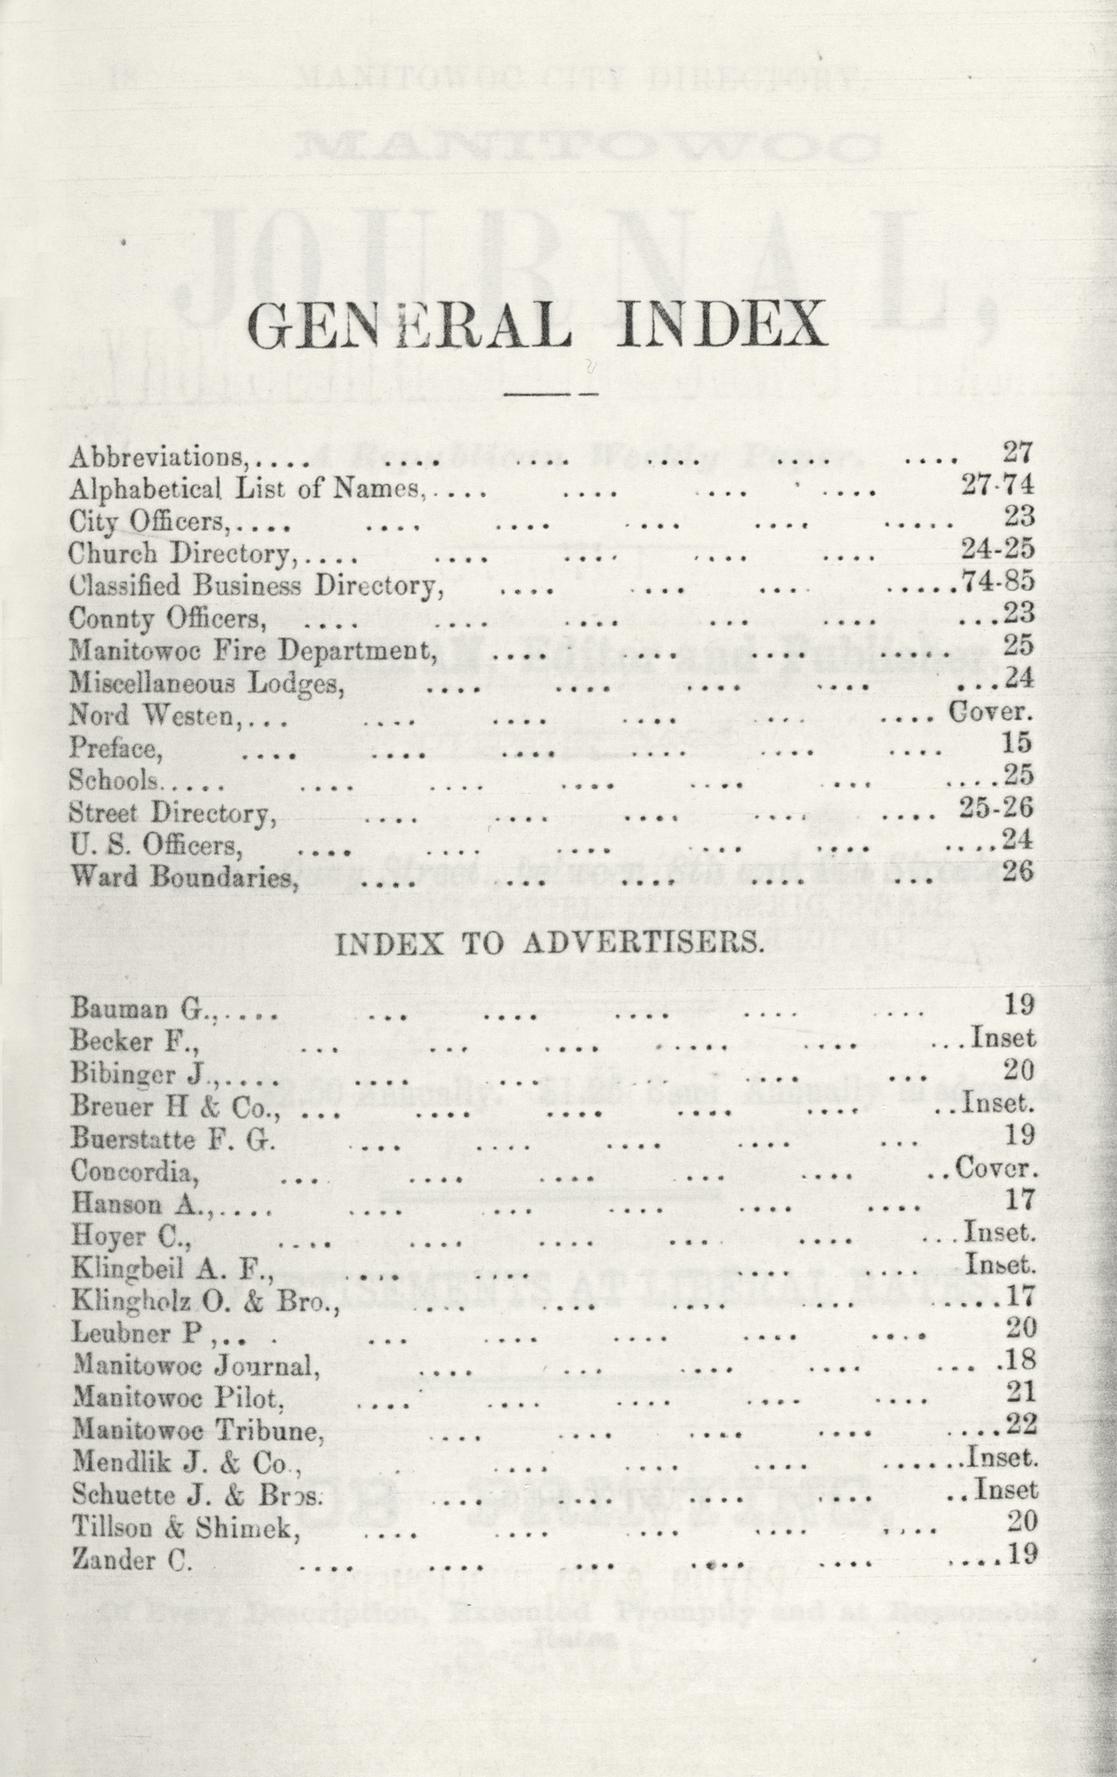 GENERAL INDEX
Abbreviations,.... .... .... .... .... .... 27
Alphabetical List of Names,.... .... .... .... 27-74
City Officers,.... .... .... .... .... ..... 23
Church Directory,.... .... .... .... .... 24-25
Classified Business Directory, .... .... .... .....74-85
Connty Officers, .... .... .... ... .... ...23
Manitowoc Fire Department, .... .... .... ..... 25
Miscellaneous Lodges, .... .... .... .... ...24
Nord Westen,... .... .... .... .... .... Cover.
Preface, .... .... .... .... .... .... 15
Schools..... .... .... .... .... ... ....25
Street Directory, .... .... .... .... .... 25-26
U. S. Officers, .... .... .... .... .... ....24
Ward Boundaries, .... ... .... .... ... 26
INDEX TO ADVERTISERS.
Bauman G.,.... ... .... .... .... .... 19
Becker F., ... ... .... ..... .... ...Inset
Bibinger J.,.... .... ... .... .... ... 20
Breuer H & Co., ... .... .... .... .... ..Inset.
Buerstatte F. G. .... .... .... .... ... 19
Concordia, ... .... .... ... .... ..Cover.
Hanson A.,.... .... ... .... .... .... 17
Hoyer C., .... .... .... .... .... ...Inset.
Klingbeil A. F., .... .... .... .... Inset.
Klingholz O. & Bro., .... .... .... .... .....17
Leubner P ,.. . ... .... .... .... .... 20
Manitowoc Journal, .... .... .... .... ... .18
Manitowoc Pilot, .... .... .... .... .... 21
Manitowoc Tribune, .... .... .... .... ....22
Mendlik J. & Co., . .... .... .... ......Inset.
Schuette J. & Bros. .... .... .... .... ..Inset
Tillson & Shimek, .... .... ... .... .... 20
Zander C. .... .... ... .... .... ....19